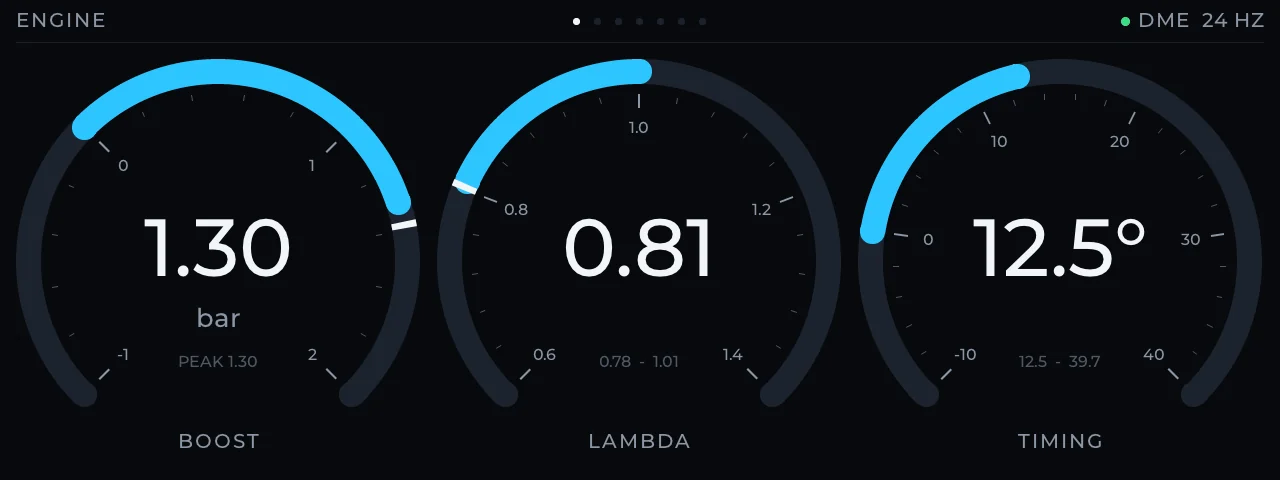 ENGINE
DME 24 HZ
0
1
1.30
bar
-1
PEAK 1.30
2
BOOST
1.0
0.8
1.2
0.81
0.6
0.78 - 1.01
1.4
LAMBDA
10
20
0
12.5°
30
-10
12.5 - 39.7
40
TIMING